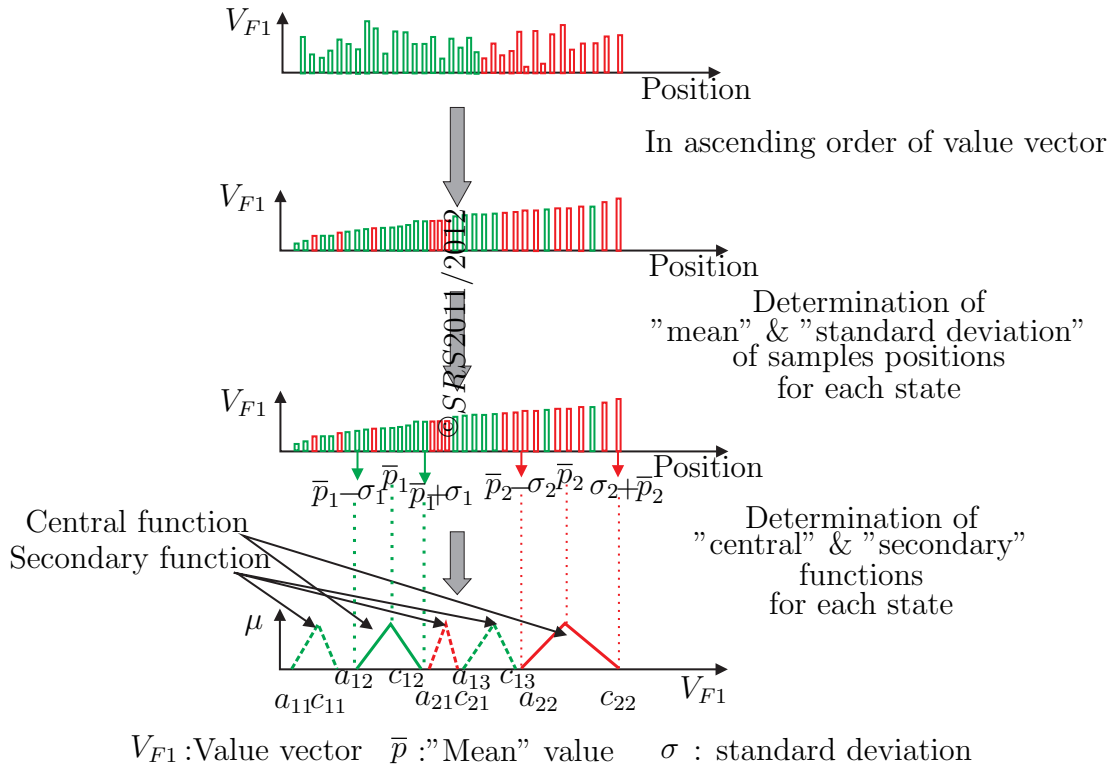 V_{F1}
Position
In ascending order of value vector
V_{F1}
Position
©SRS2011/2012
Determination of
"mean" & "standard deviation"
of samples positions
for each state
V_{F1}
Position
p̅₁−σ₁ p̅₁ p̅₁+σ₁ p̅₂−σ₂ p̅₂ σ₂+p̅₂
Central function
Secondary function
Determination of
"central" & "secondary"
functions
for each state
μ
a₁₁ c₁₁ a₁₂ c₁₂ a₂₁ a₁₃ c₂₁ c₁₃ a₂₂ c₂₂
V_{F1}
V_{F1} :Value vector p̅ :"Mean" value σ : standard deviation